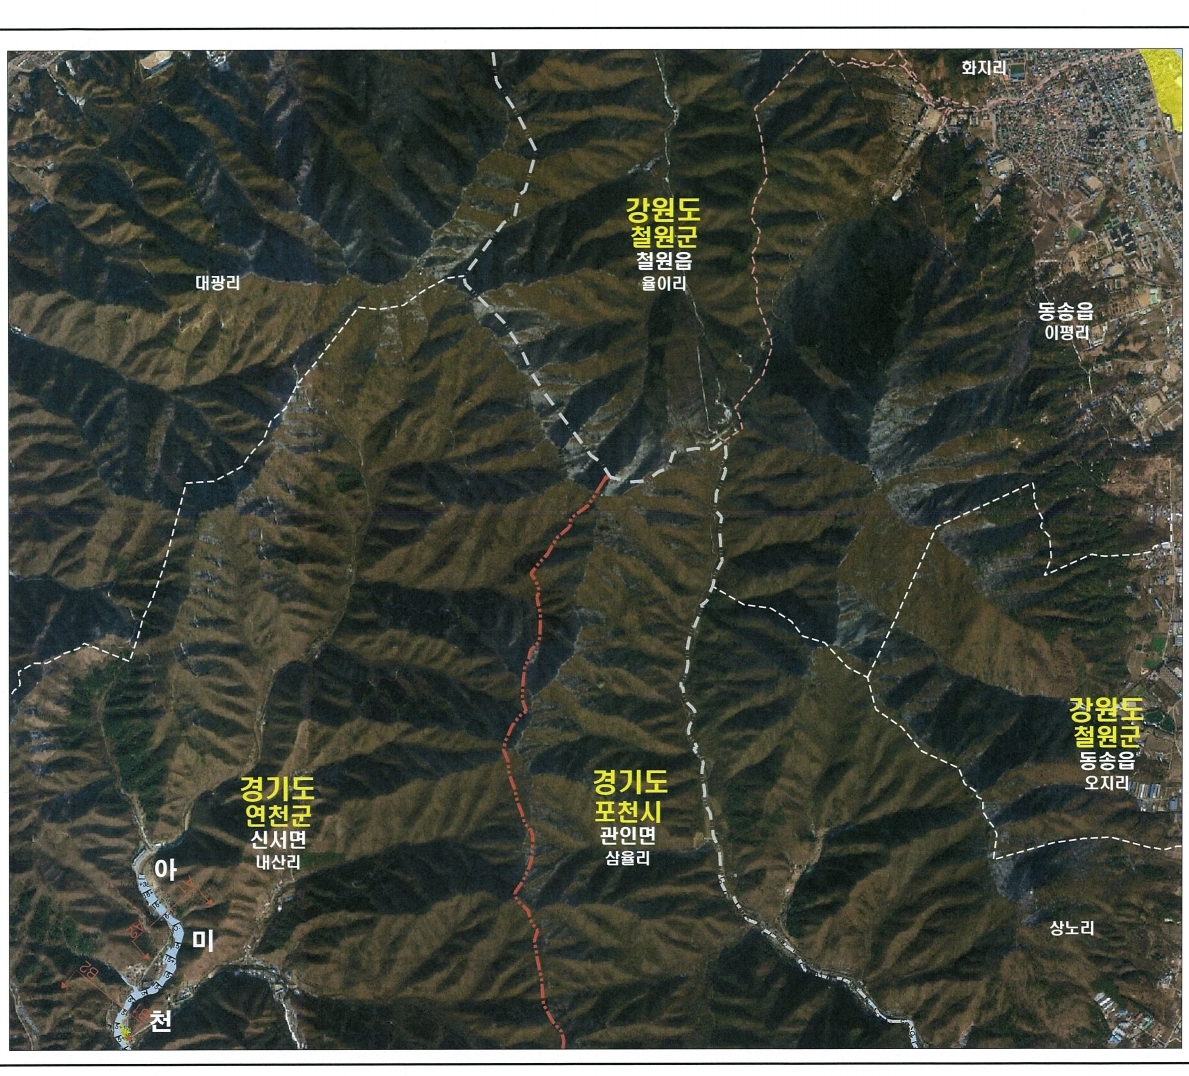 화지리
강원도
철원군
철원읍
율이리
대광리
동송읍
이평리
강원도
철원군
동송읍
오지리
경기도
연천군
신서면
내산리
경기도
포천시
관인면
삼율리
아
미
천
상노리